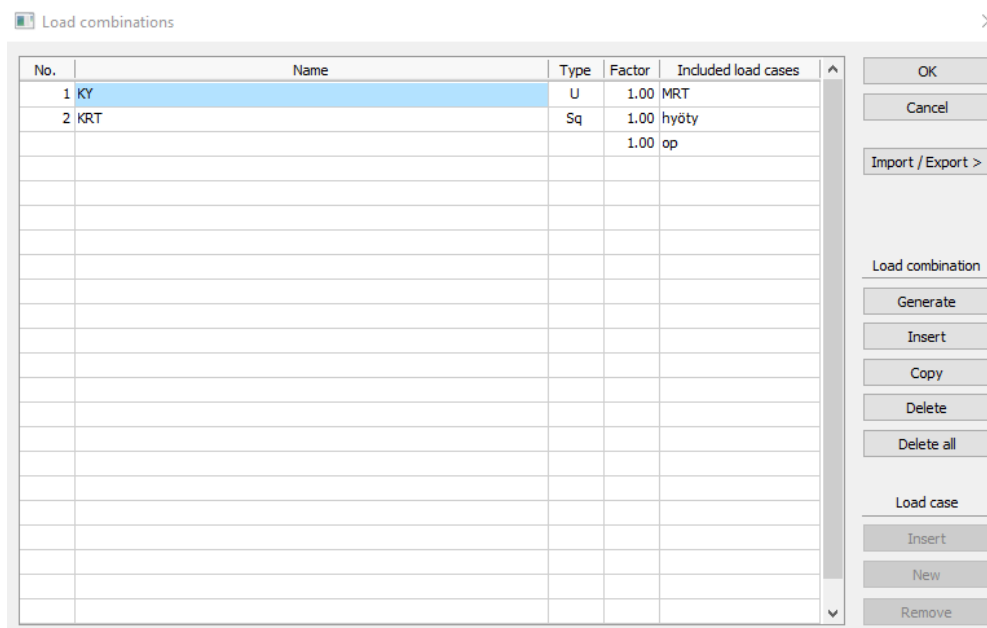 Load combinations
No. Name Type Factor Included load cases
1 KY U 1.00 MRT
2 KRT Sq 1.00 hyöty
1.00 op
OK
Cancel
Import / Export >
Load combination
Generate
Insert
Copy
Delete
Delete all
Load case
Insert
New
Remove